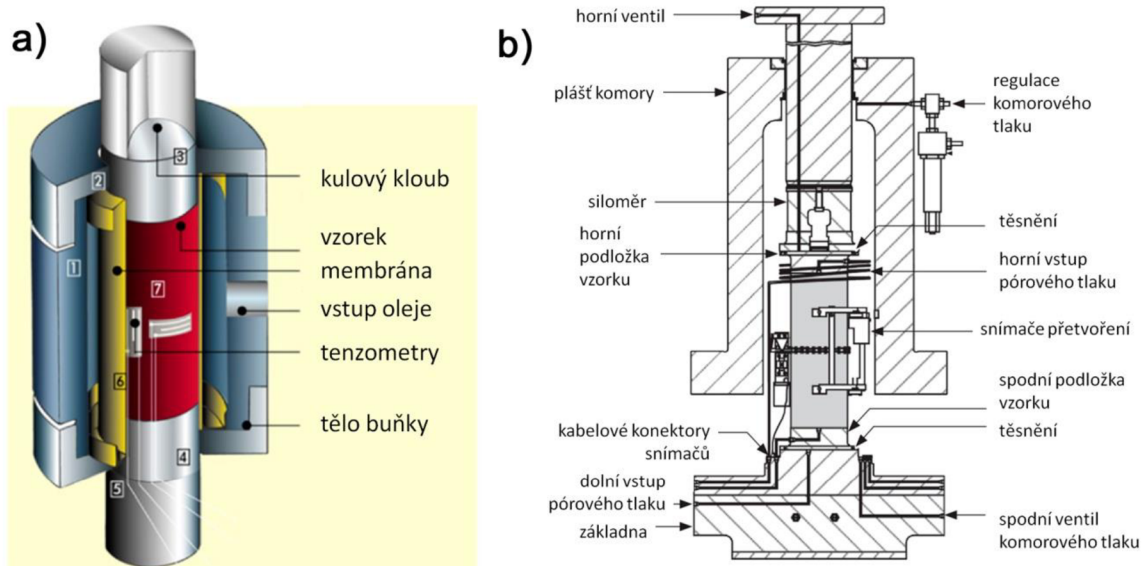 a)
kulový kloub
vzorek
membrána
vstup oleje
tenzometry
tělo buňky
1
2
3
4
5
6
7
b)
horní ventil
plášť komory
siloměr
horní
podložka
vzorku
kabelové konektory
snímačů
dolní vstup
pórového tlaku
základna
regulace
komorového
tlaku
těsnění
horní vstup
pórového tlaku
snímače přetvoření
spodní podložka
vzorku
těsnění
spodní ventil
komorového tlaku